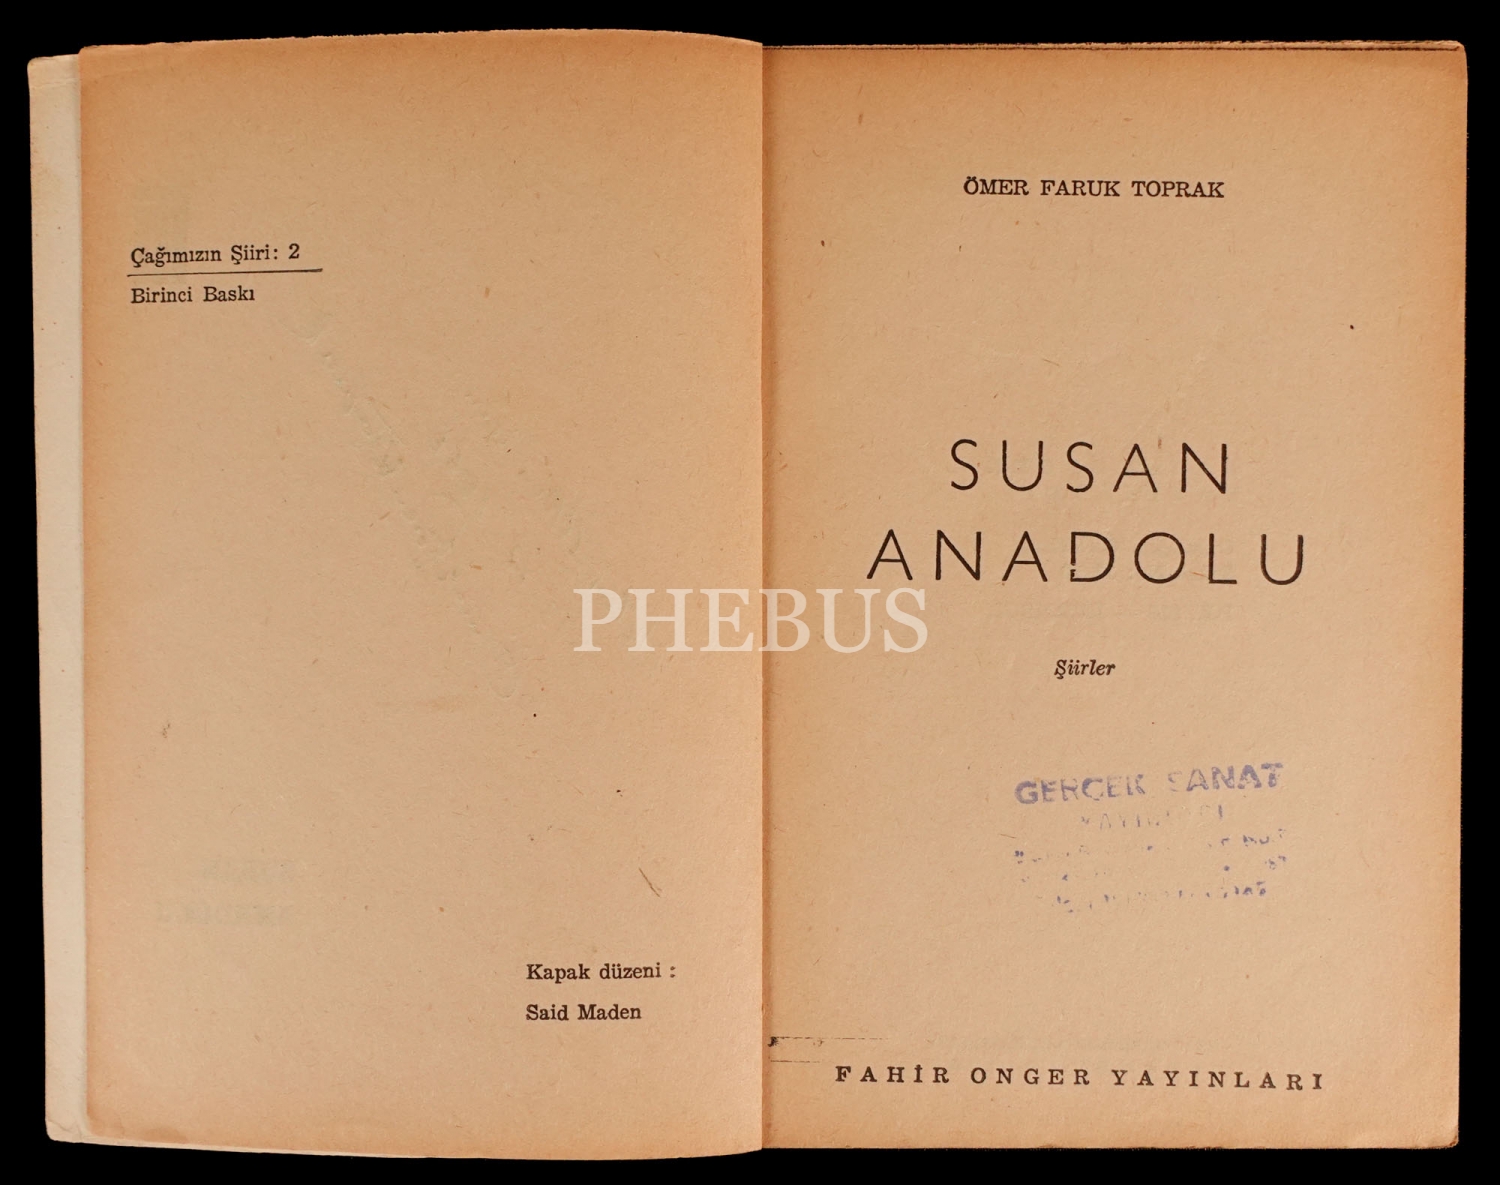 Çağımızın Şiiri: 2
Birinci Baskı
Kapak düzeni :
Said Maden
ÖMER FARUK TOPRAK
SUSAN
ANADOLU
Şiirler
GERÇEK SANAT
FAHİR ONGER YAYINLARI
PHEBUS